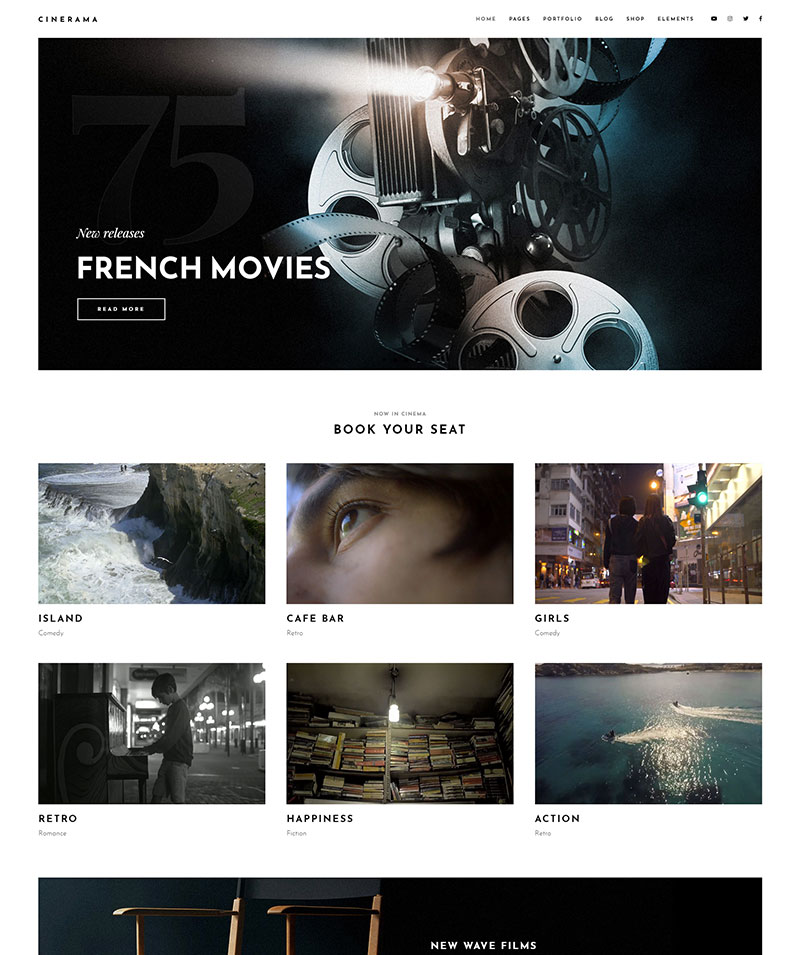 CINERAMA
HOME PAGES PORTFOLIO BLOG SHOP ELEMENTS
75
New releases
FRENCH MOVIES
READ MORE
NOW IN CINEMA
BOOK YOUR SEAT
ISLAND
Comedy
CAFE BAR
Retro
GIRLS
Comedy
RETRO
Romance
HAPPINESS
Fiction
ACTION
Retro
NEW WAVE FILMS